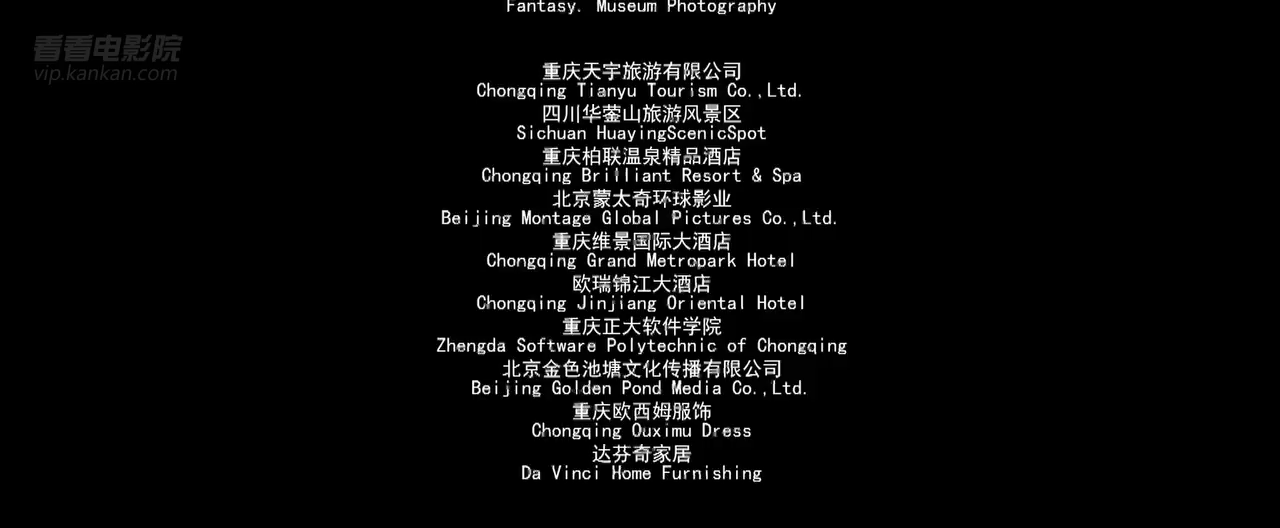 Fantasy. Museum Photography
看看电影院
vip.kankan.com
重庆天宇旅游有限公司
Chongqing Tianyu Tourism Co.,Ltd.
四川华蓥山旅游风景区
Sichuan HuayingScenicSpot
重庆柏联温泉精品酒店
Chongqing Brilliant Resort & Spa
北京蒙太奇环球影业
Beijing Montage Global Pictures Co.,Ltd.
重庆维景国际大酒店
Chongqing Grand Metropark Hotel
欧瑞锦江大酒店
Chongqing Jinjiang Oriental Hotel
重庆正大软件学院
Zhengda Software Polytechnic of Chongqing
北京金色池塘文化传播有限公司
Beijing Golden Pond Media Co.,Ltd.
重庆欧西姆服饰
Chongqing Ouximu Dress
达芬奇家居
Da Vinci Home Furnishing